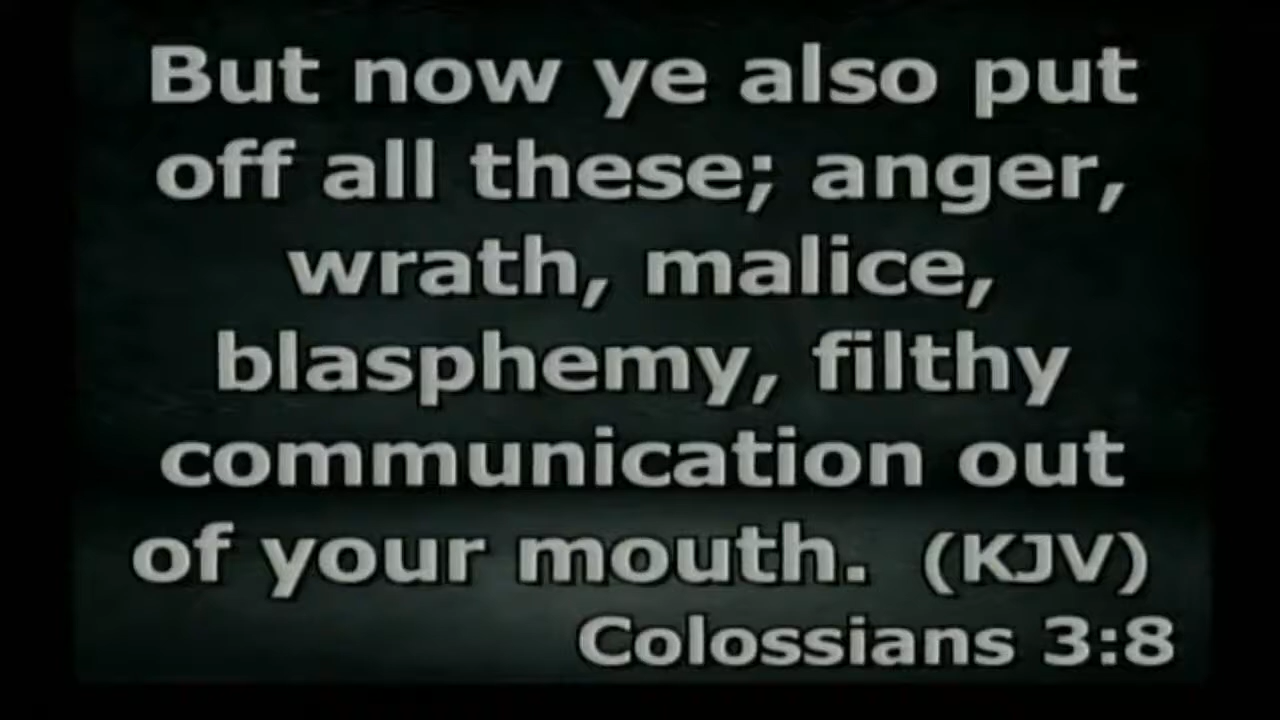 But now ye also put
off all these; anger,
wrath, malice,
blasphemy, filthy
communication out
of your mouth. (KJV)
Colossians 3:8